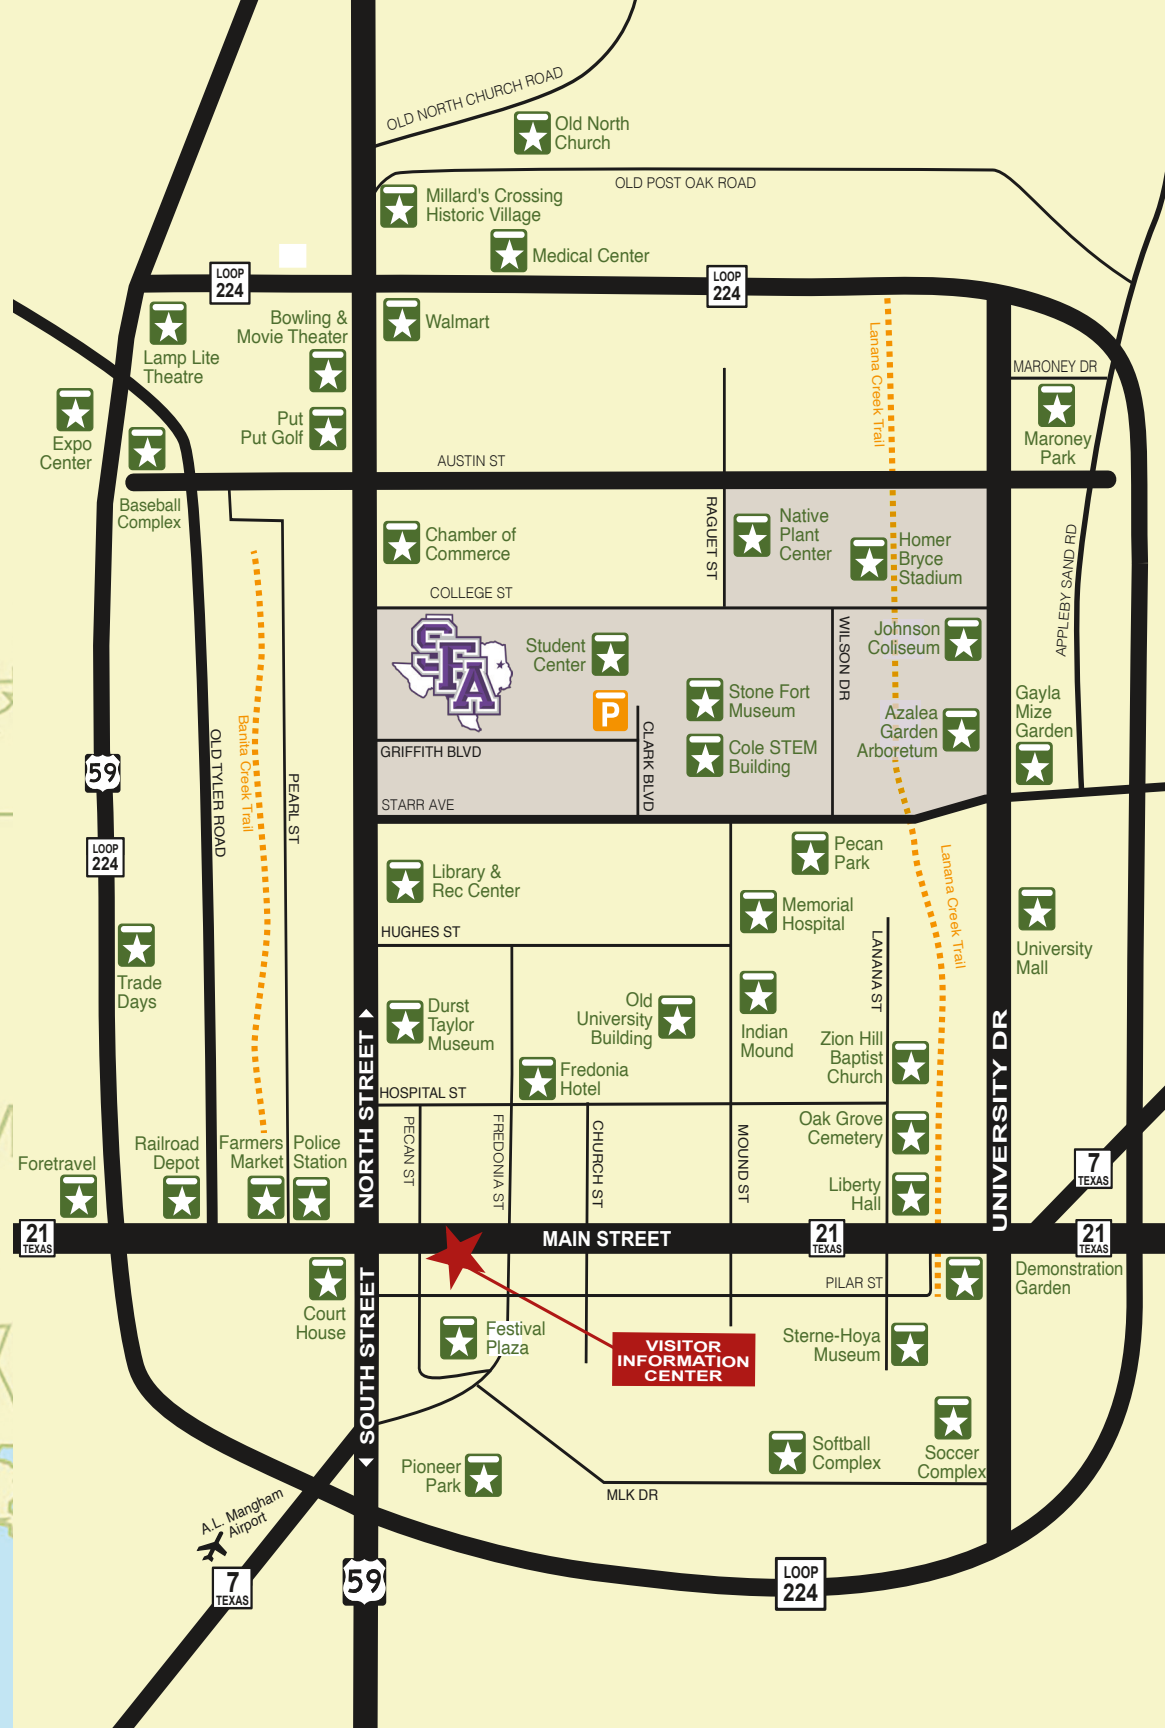 OLD NORTH CHURCH ROAD
Old North
Church
OLD POST OAK ROAD
Millard's Crossing
Historic Village
Medical Center
LOOP
224
LOOP
224
Bowling &
Movie Theater
Walmart
Lamp Lite
Theatre
Lanana Creek Trail
MARONEY DR
Maroney
Park
Expo
Center
Put
Put Golf
AUSTIN ST
Baseball
Complex
Chamber of
Commerce
RAGUET ST
Native
Plant
Center
Homer
Bryce
Stadium
APPLEBY SAND RD
COLLEGE ST
SFA
Student
Center
P
Stone Fort
Museum
Cole STEM
Building
WILSON DR
Johnson
Coliseum
Azalea
Garden
Arboretum
Gayla
Mize
Garden
GRIFFITH BLVD
CLARK BLVD
STARR AVE
59
LOOP
224
OLD TYLER ROAD
Banita Creek Trail
PEARL ST
Library &
Rec Center
Pecan
Park
Memorial
Hospital
Lanana Creek Trail
HUGHES ST
LANANA ST
University
Mall
Trade
Days
Durst
Taylor
Museum
Old
University
Building
Indian
Mound
Zion Hill
Baptist
Church
Fredonia
Hotel
HOSPITAL ST
NORTH STREET
UNIVERSITY DR
PECAN ST
FREDONIA ST
CHURCH ST
MOUND ST
Oak Grove
Cemetery
Liberty
Hall
7
TEXAS
Foretravel
Railroad
Depot
Farmers
Market
Police
Station
21
TEXAS
MAIN STREET
21
TEXAS
21
TEXAS
Court
House
SOUTH STREET
PILAR ST
Demonstration
Garden
Festival
Plaza
VISITOR
INFORMATION
CENTER
Sterne-Hoya
Museum
Pioneer
Park
Softball
Complex
Soccer
Complex
MLK DR
A.L. Mangham
Airport
7
TEXAS
59
LOOP
224